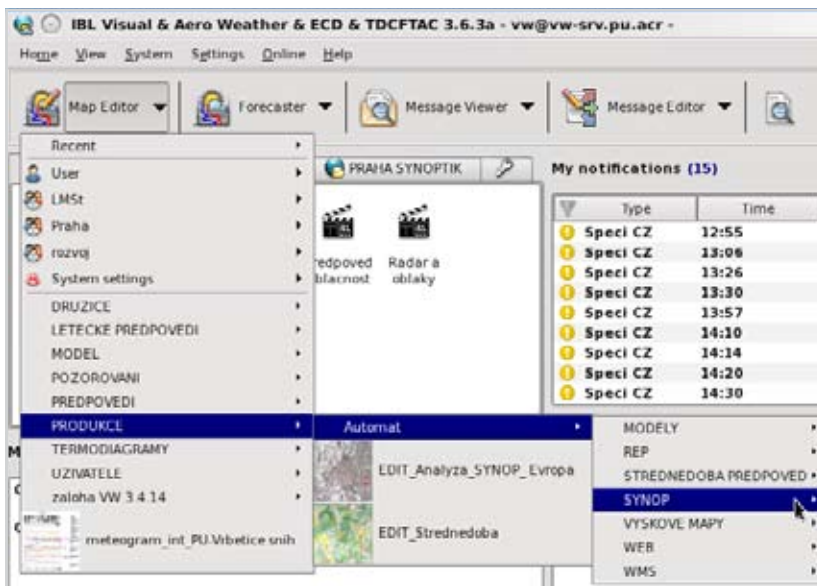 IBL Visual & Aero Weather & ECD & TDCFTAC 3.6.3a - vw@vw-srv.pu.acr -
Home View System Settings Online Help
Map Editor Forecaster Message Viewer Message Editor
Recent
User
LMSt
Praha
rozvoj
System settings
DRUZICE
LETECKE PREDPOVEDI
MODEL
POZOROVANI
PREDPOVEDI
PRODUKCE
TERMODIAGRAMY
UZIVATELE
zaloha VW 3.4.14
meteogram_int_PU-Vrbetice snih
PRAHA SYNOPTIK
Radar a
oblaky
My notifications (15)
Type Time
Speci CZ 12:55
Speci CZ 13:06
Speci CZ 13:26
Speci CZ 13:30
Speci CZ 13:57
Speci CZ 14:10
Speci CZ 14:14
Speci CZ 14:20
Speci CZ 14:30
Automat
EDIT_Analyza_SYNOP_Evropa
EDIT_Strednedoba
MODELY
REP
STREDNEDOBA PREDPOVED
SYNOP
VYSKOVE MAPY
WEB
WMS